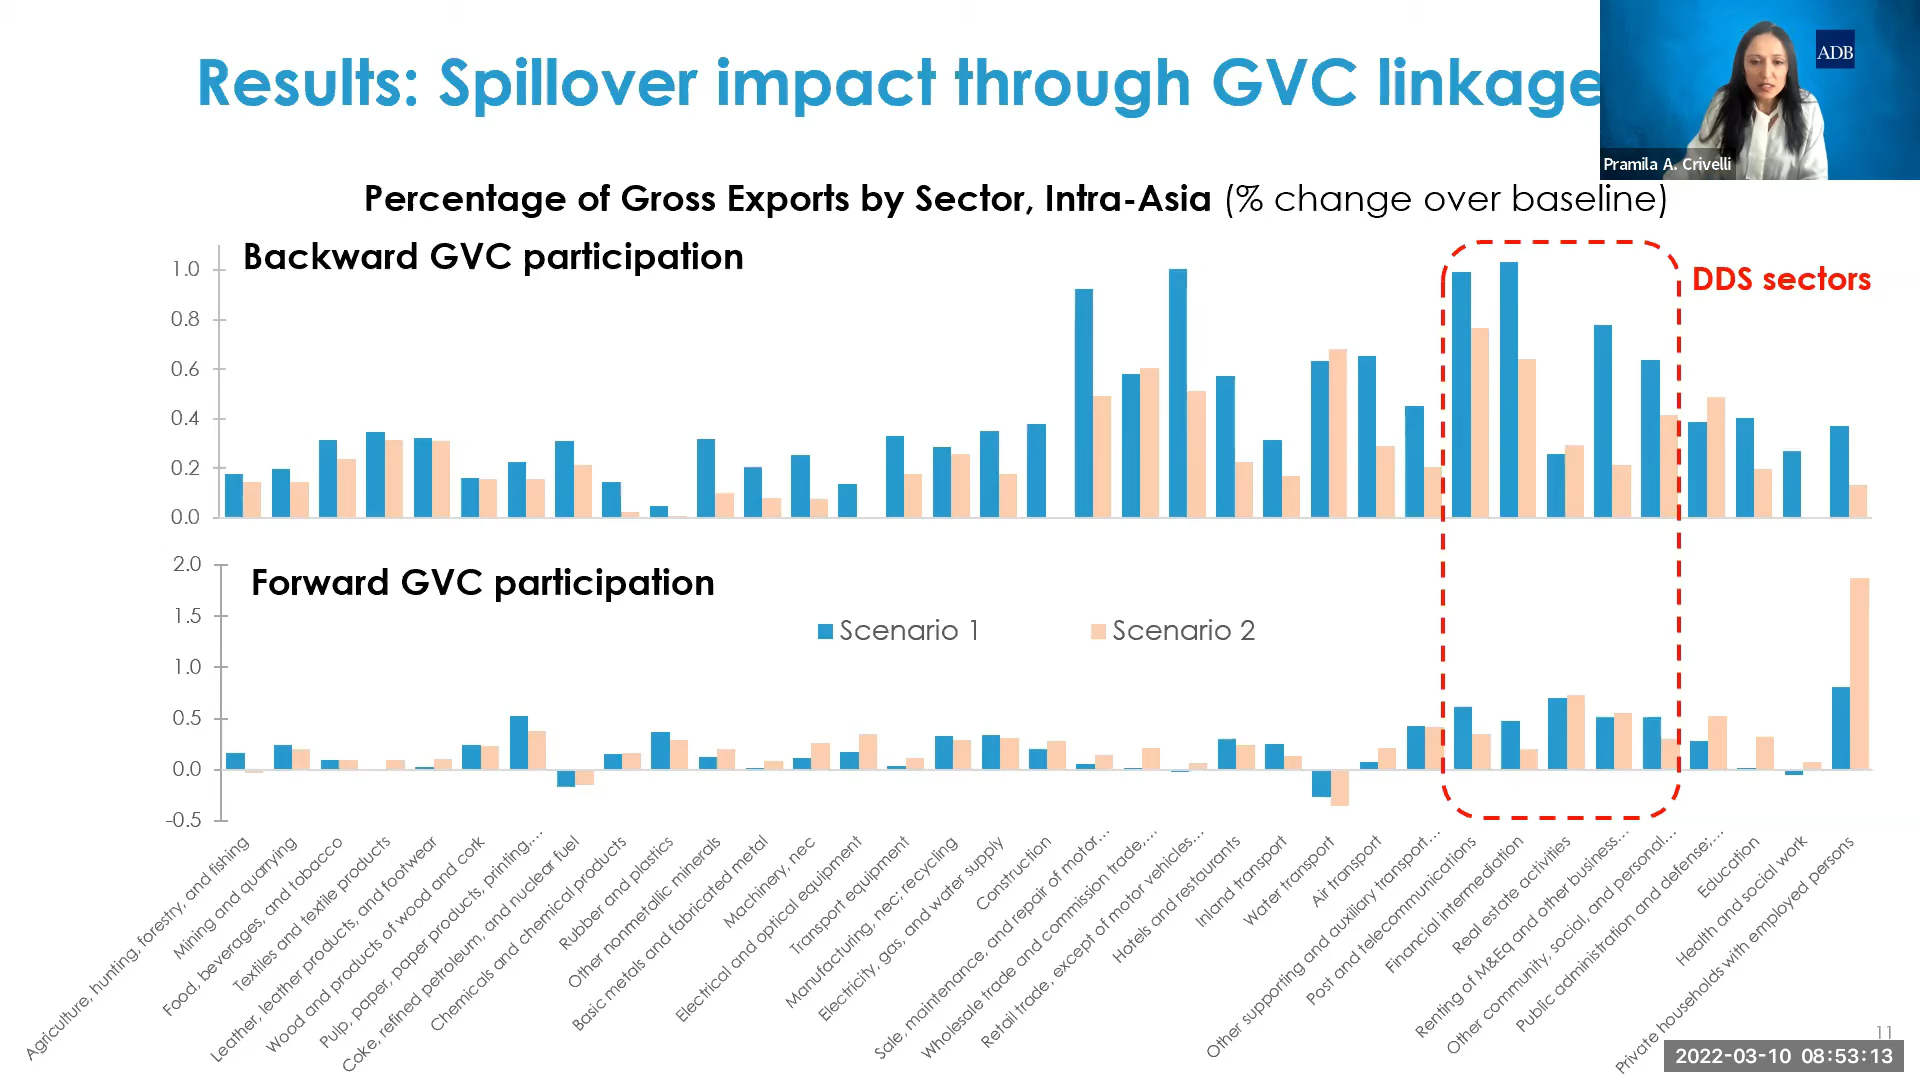 Results: Spillover impact through GVC linkage
ADB
Pramila A. Crivelli
Percentage of Gross Exports by Sector, Intra-Asia (% change over baseline)
Backward GVC participation
DDS sectors
1.0
0.8
0.6
0.4
0.2
0.0
Forward GVC participation
Scenario 1
Scenario 2
2.0
1.5
1.0
0.5
0.0
-0.5
Agriculture, hunting, forestry, and fishing
Mining and quarrying
Food, beverages, and tobacco
Textiles and textile products
Leather, leather products, and footwear
Wood and products of wood and cork
Pulp, paper, paper products, printing...
Coke, refined petroleum, and nuclear fuel
Chemicals and chemical products
Rubber and plastics
Other nonmetallic minerals
Basic metals and fabricated metal
Machinery, nec
Electrical and optical equipment
Transport equipment
Manufacturing, nec; recycling
Electricity, gas, and water supply
Construction
Sale, maintenance, and repair of motor...
Wholesale trade and commission trade,...
Retail trade, except of motor vehicles...
Hotels and restaurants
Inland transport
Water transport
Air transport
Other supporting and auxiliary transport...
Post and telecommunications
Financial intermediation
Real estate activities
Renting of M&Eq and other business...
Other community, social, and personal...
Public administration and defense;...
Education
Health and social work
Private households with employed persons
11
2022-03-10 08:53:13